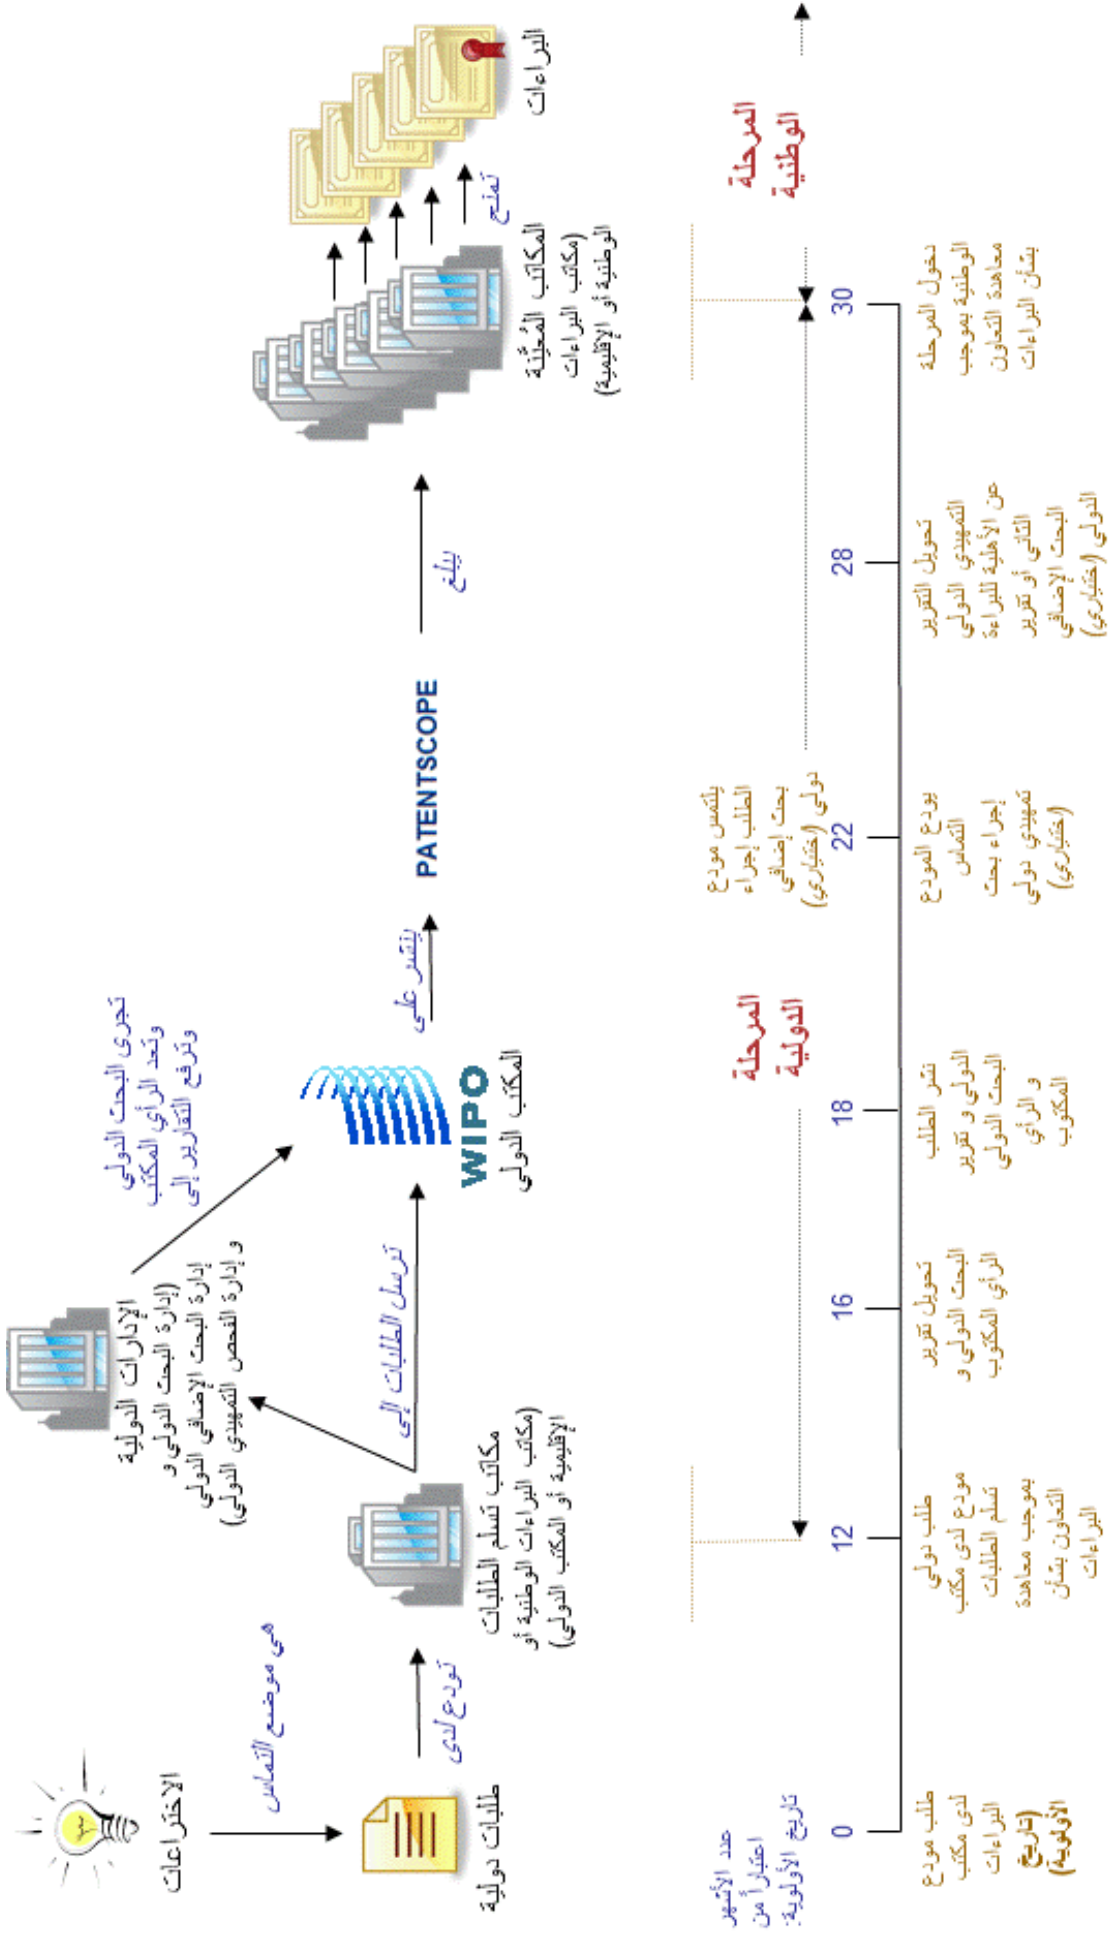 الاختراعات
هي موضع التماس
طلبات دولية
تودع لدى
مكاتب تسلم الطلبات
(مكاتب البراءات الوطنية أو
الإقليمية أو المكتب الدولي)
ترسل الطلبات إلى
الإدارات الدولية
(إدارة البحث الدولي و
إدارة البحث الإضافي الدولي
و إدارة الفحص التمهيدي الدولي)
تجرى البحث الدولي
وتعد الرأي المكتب
وترفع التقارير إلى
WIPO
المكتب الدولي
ينشر على
PATENTSCOPE
يبلغ
المكاتب المُعيَّنة
(مكاتب البراءات
الوطنية أو الإقليمية)
تمنح
البراءات
عدد الأشهر
اعتباراً من
تاريخ الأولوية:
المرحلة
الدولية
يلتمس مودع
الطلب إجراء
بحث إضافي
دولي (اختياري)
المرحلة
الوطنية
0
12
16
18
22
28
30
طلب مودع
لدى مكتب
البراءات
(تاريخ
الأولوية)
طلب دولي
مودع لدى مكتب
تسلم الطلبات
بموجب معاهدة
التعاون بشأن
البراءات
تحويل تقرير
البحث الدولي و
الرأي المكتوب
نشر الطلب
الدولي و تقرير
البحث الدولي
و الرأي
المكتوب
يودع المودع
التماس
إجراء بحث
تمهيدي دولي
(اختياري)
تحويل التقرير
التمهيدي الدولي
عن الأهلية للبراءة
الثاني أو تقرير
البحث الإضافي
الدولي (اختياري)
دخول المرحلة
الوطنية بموجب
معاهدة التعاون
بشأن البراءات